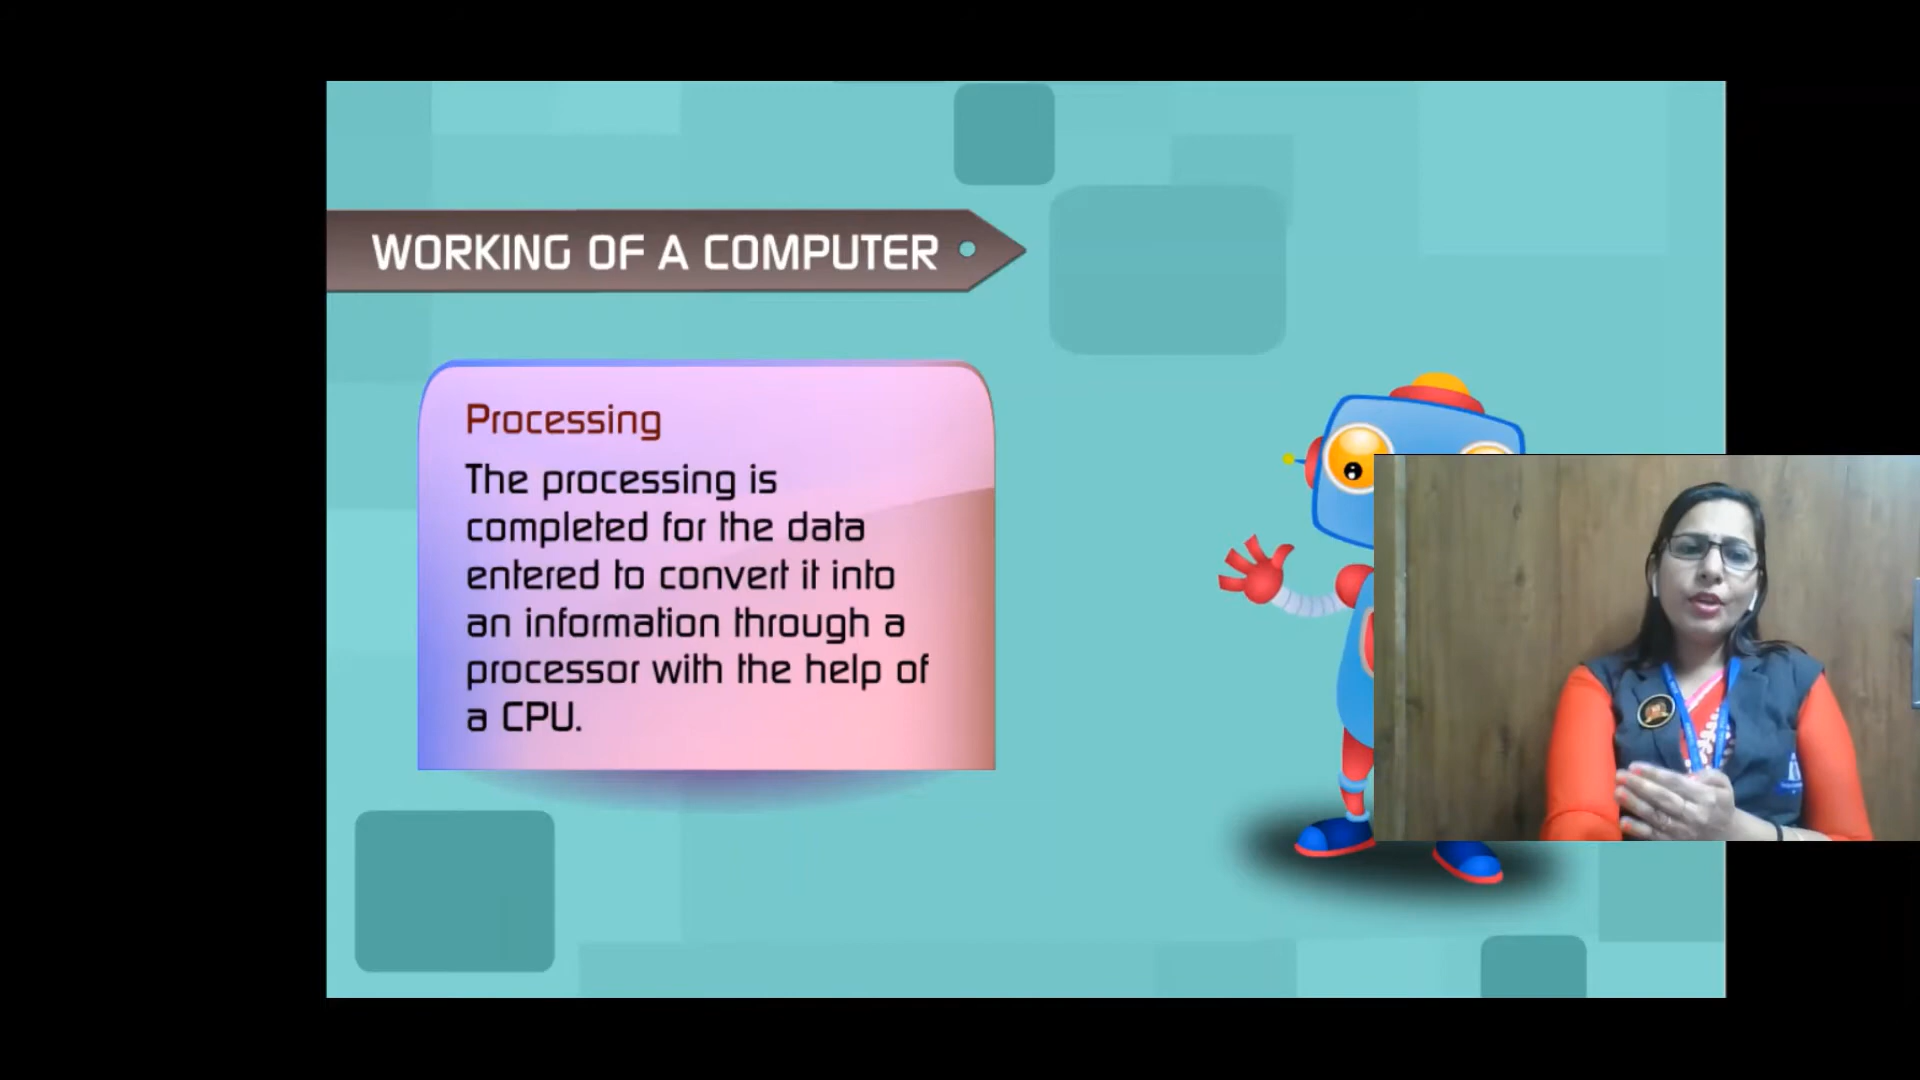 WORKING OF A COMPUTER
Processing
The processing is
completed for the data
entered to convert it into
an information through a
processor with the help of
a CPU.